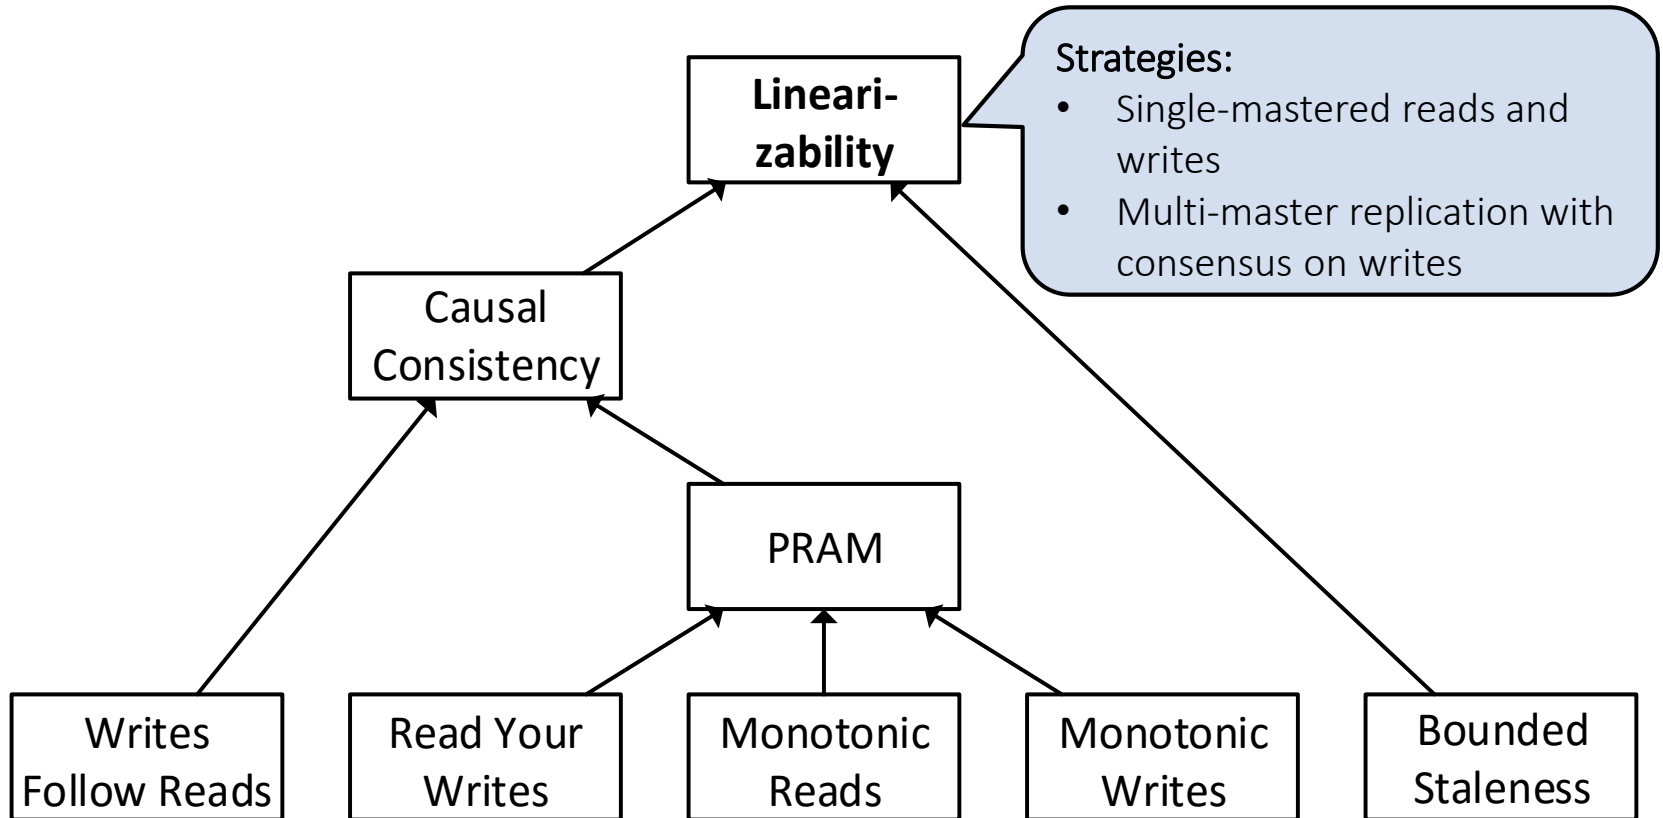 Lineari-
zability
Strategies:
• Single-mastered reads and
writes
• Multi-master replication with
consensus on writes
Causal
Consistency
PRAM
Writes
Follow Reads
Read Your
Writes
Monotonic
Reads
Monotonic
Writes
Bounded
Staleness